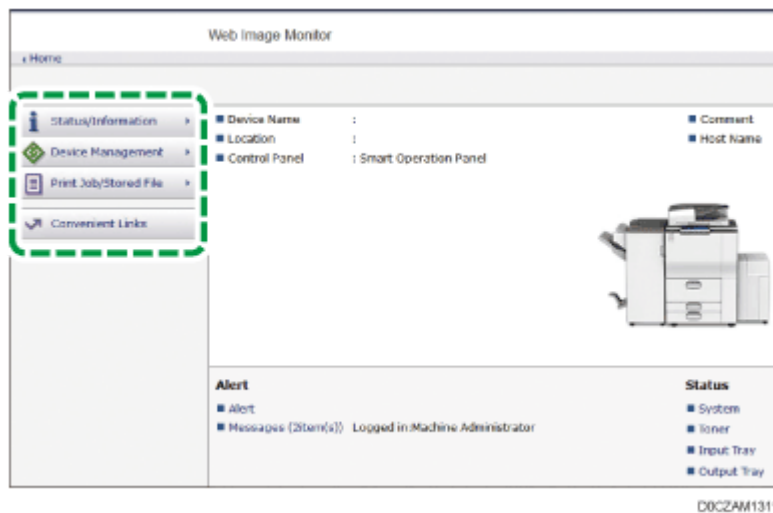 Web Image Monitor
Home
Status/Information
Device Management
Print Job/Stored File
Convenient Links
Device Name :
Location :
Control Panel : Smart Operation Panel
Comment
Host Name
Alert
Alert
Messages (2item(s)) Logged in:Machine Administrator
Status
System
Toner
Input Tray
Output Tray